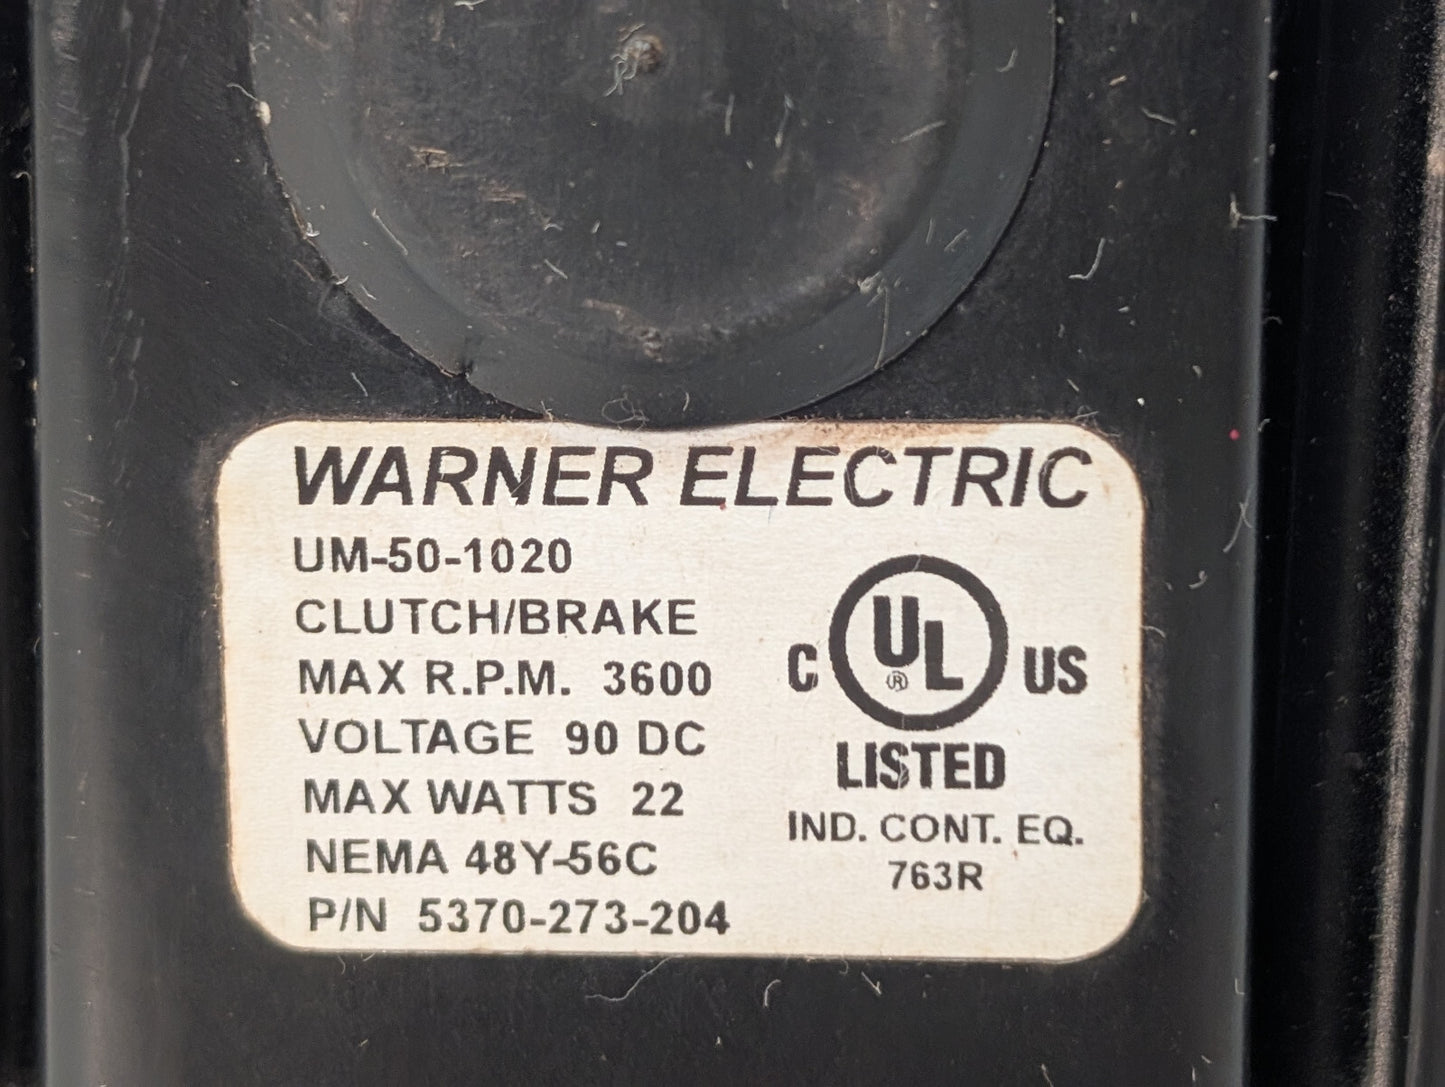 WARNER ELECTRIC
UM-50-1020
CLUTCH/BRAKE
MAX R.P.M. 3600
VOLTAGE 90 DC
MAX WATTS 22
NEMA 48Y-56C
P/N 5370-273-204
C UL® US
LISTED
IND. CONT. EQ.
763R